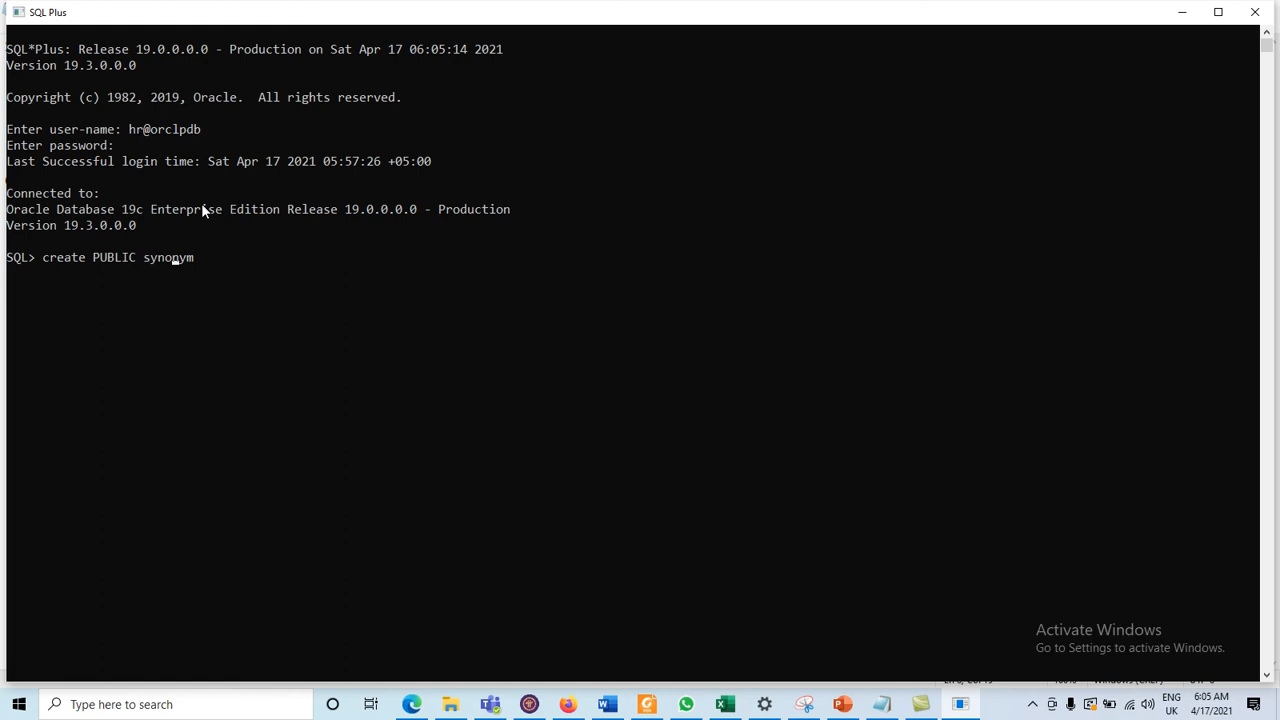 SQL Plus
SQL*Plus: Release 19.0.0.0.0 - Production on Sat Apr 17 06:05:14 2021
Version 19.3.0.0.0
Copyright (c) 1982, 2019, Oracle.  All rights reserved.
Enter user-name: hr@orclpdb
Enter password:
Last Successful login time: Sat Apr 17 2021 05:57:26 +05:00
Connected to:
Oracle Database 19c Enterprise Edition Release 19.0.0.0.0 - Production
Version 19.3.0.0.0
SQL> create PUBLIC synonym
Activate Windows
Go to Settings to activate Windows.
Type here to search
ENG
UK
6:05 AM
4/17/2021